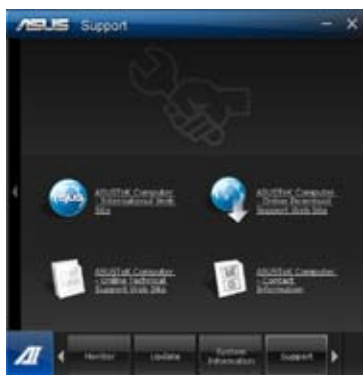 ASUS Support
ASUSTeK Computer
- International Web
Site
ASUSTeK Computer
- Online Download
Support Web Site
ASUSTeK Computer
- Online Technical
Support Web Site
ASUSTeK Computer
- Contact
Information
Monitor
Update
System
Information
Support